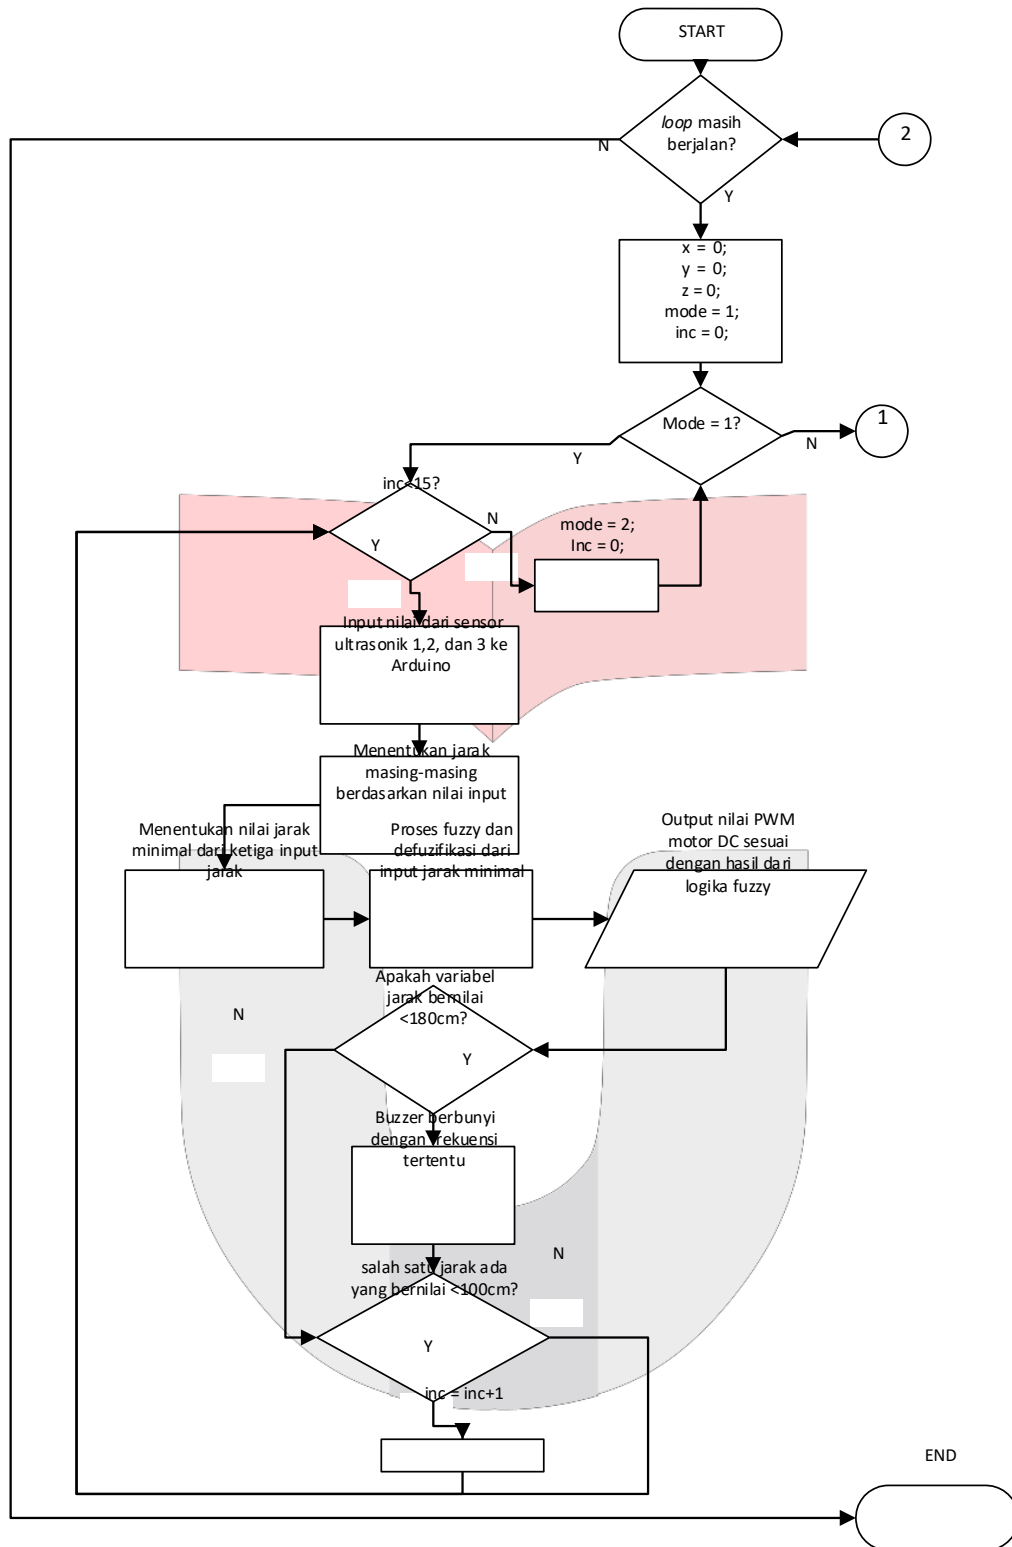 START
loop masih
berjalan?
2
N
Y
x = 0;
y = 0;
z = 0;
mode = 1;
inc = 0;
Mode = 1?
1
N
Y
inc<15?
N
Y
mode = 2;
Inc = 0;
Input nilai dari sensor
ultrasonik 1,2, dan 3 ke
Arduino
Menentukan jarak
masing-masing
berdasarkan nilai input
Menentukan nilai jarak
minimal dari ketiga input
jarak
Proses fuzzy dan
defuzifikasi dari
input jarak minimal
Output nilai PWM
motor DC sesuai
dengan hasil dari
logika fuzzy
Apakah variabel
jarak bernilai
<180cm?
N
Y
Buzzer berbunyi
dengan frekuensi
tertentu
N
salah satu jarak ada
yang bernilai <100cm?
Y
inc = inc+1
END